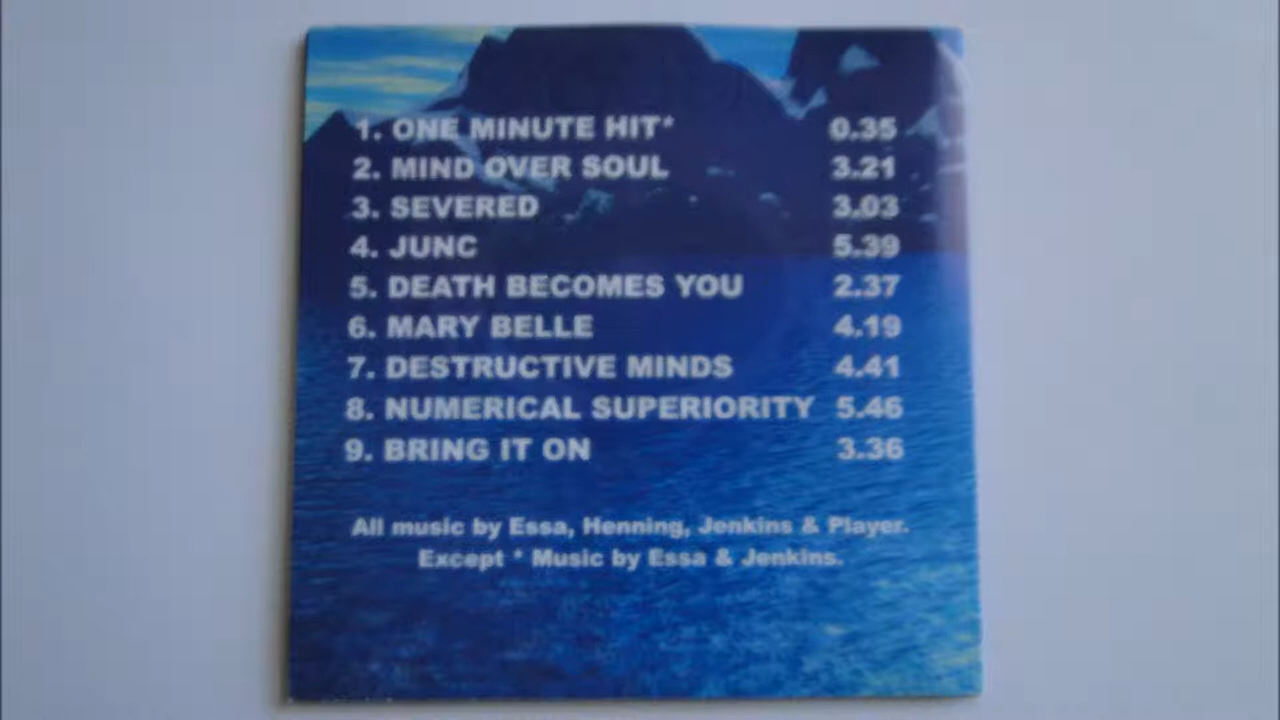 1. ONE MINUTE HIT* 0.35
2. MIND OVER SOUL 3.21
3. SEVERED 3.03
4. JUNC 5.39
5. DEATH BECOMES YOU 2.37
6. MARY BELLE 4.19
7. DESTRUCTIVE MINDS 4.41
8. NUMERICAL SUPERIORITY 5.46
9. BRING IT ON 3.36
All music by Essa, Henning, Jenkins & Player.
Except * Music by Essa & Jenkins.